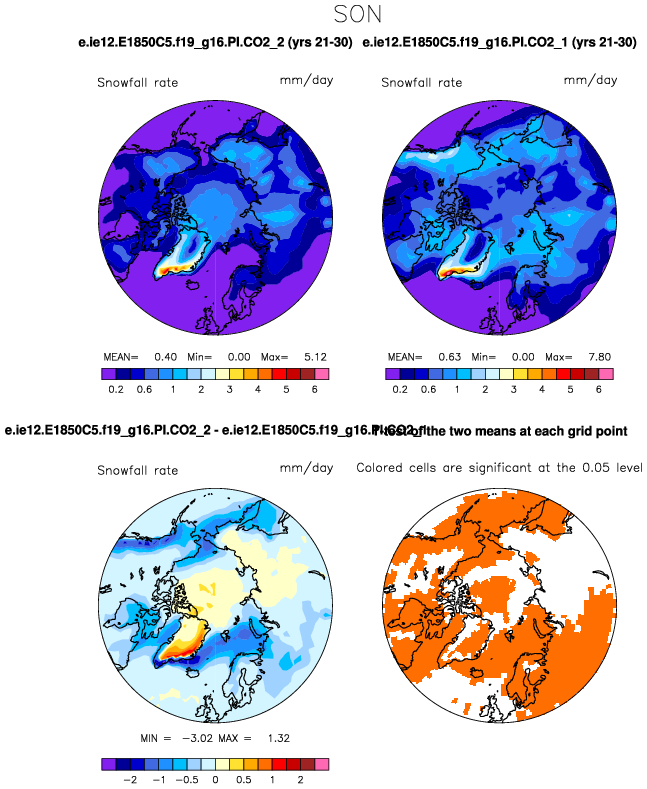 SON
e.ie12.E1850C5.f19_g16.PI.CO2_2 (yrs 21-30) e.ie12.E1850C5.f19_g16.PI.CO2_1 (yrs 21-30)
Snowfall rate mm/day Snowfall rate mm/day
MEAN= 0.40 Min= 0.00 Max= 5.12 MEAN= 0.63 Min= 0.00 Max= 7.80
0.2 0.6 1 2 3 4 5 6 0.2 0.6 1 2 3 4 5 6
e.ie12.E1850C5.f19_g16.PI.CO2_2 - e.ie12.E1850C5.f19_g16.PI.CO2_1 T-test of the two means at each grid point
Snowfall rate mm/day Colored cells are significant at the 0.05 level
MIN = -3.02 MAX = 1.32
-2 -1 -0.5 0 0.5 1 2